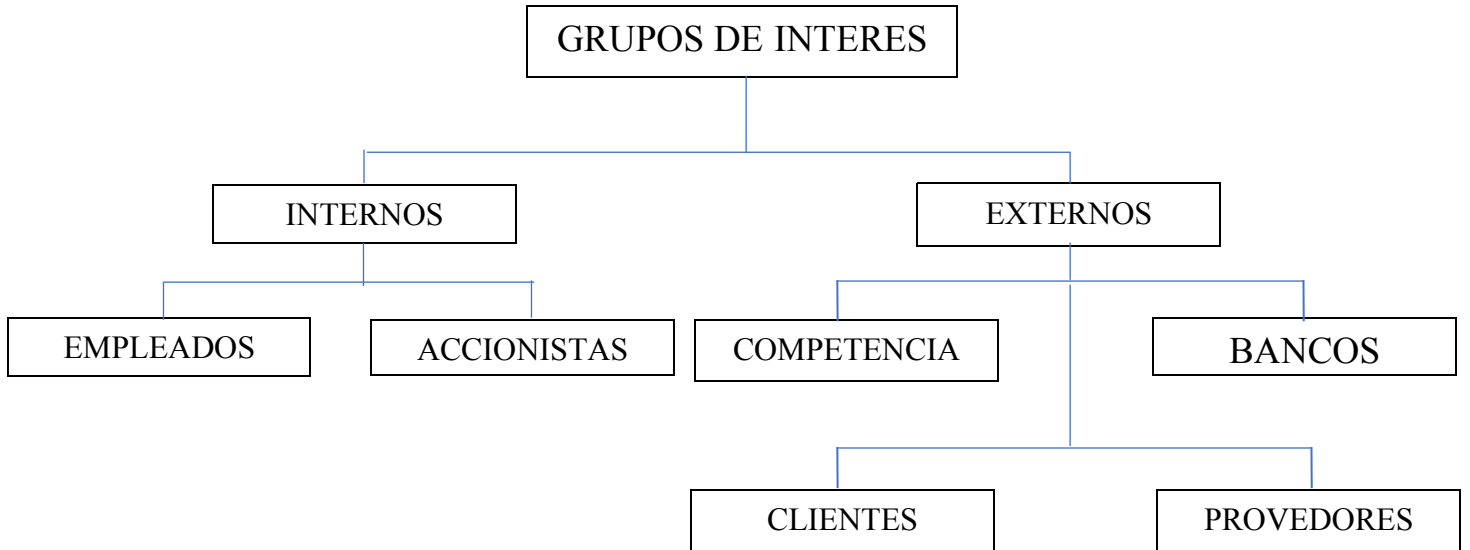 GRUPOS DE INTERES
INTERNOS
EXTERNOS
EMPLEADOS
ACCIONISTAS
COMPETENCIA
BANCOS
CLIENTES
PROVEDORES